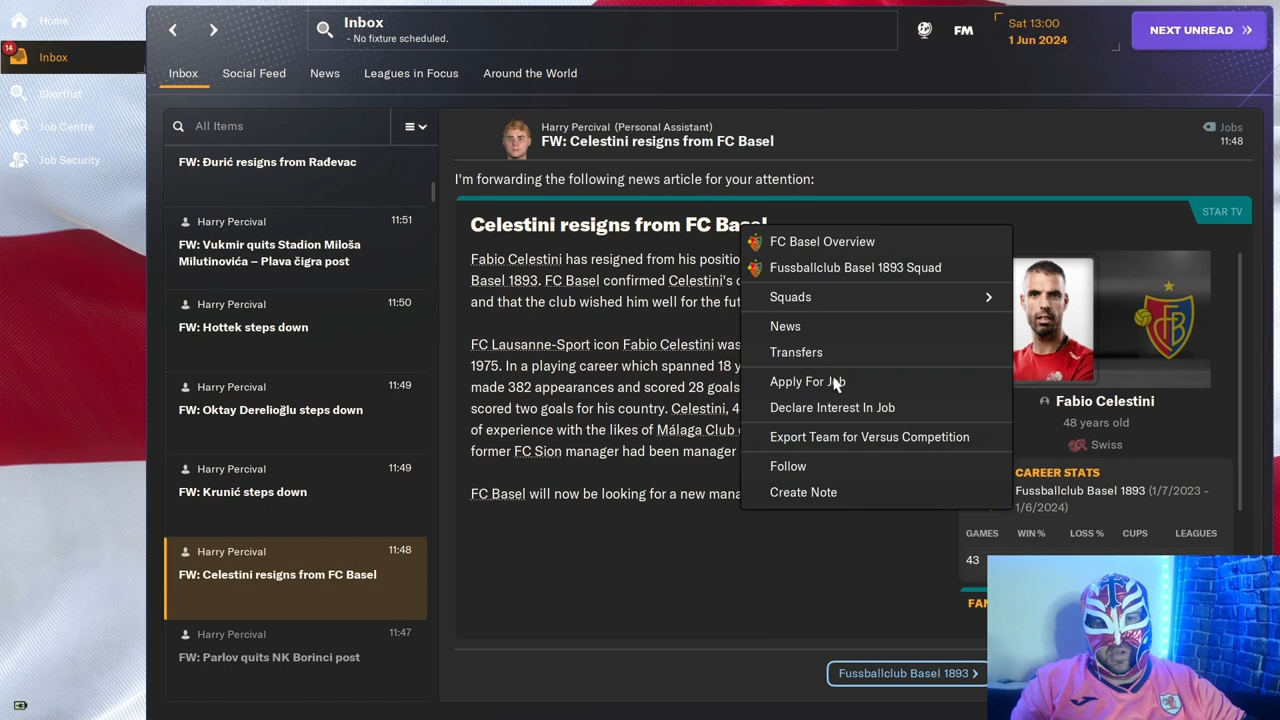 Home
14
Inbox
Shortlist
Job Centre
Job Security
Inbox
- No fixture scheduled.
FM
Sat 13:00
1 Jun 2024
NEXT UNREAD
Inbox
Social Feed
News
Leagues in Focus
Around the World
All Items
FW: Đurić resigns from Radevac
Harry Percival
11:51
FW: Vukmir quits Stadion Miloša
Milutinovića – Plava čigra post
Harry Percival
11:50
FW: Hottek steps down
Harry Percival
11:49
FW: Oktay Derelioğlu steps down
Harry Percival
11:49
FW: Krunić steps down
Harry Percival
11:48
FW: Celestini resigns from FC Basel
Harry Percival
11:47
FW: Parlov quits NK Borinci post
Harry Percival (Personal Assistant)
FW: Celestini resigns from FC Basel
Jobs
11:48
I'm forwarding the following news article for your attention:
STAR TV
Celestini resigns from FC Basel
Fabio Celestini has resigned from his positio
Basel 1893. FC Basel confirmed Celestini's
and that the club wished him well for the fut
FC Lausanne-Sport icon Fabio Celestini was
1975. In a playing career which spanned 18 y
made 382 appearances and scored 28 goals
scored two goals for his country. Celestini, 4
of experience with the likes of Málaga Club
former FC Sion manager had been manager
FC Basel will now be looking for a new mana
FC Basel Overview
Fussballclub Basel 1893 Squad
Squads
News
Transfers
Apply For Job
Declare Interest In Job
Export Team for Versus Competition
Follow
Create Note
FCB
Fabio Celestini
48 years old
Swiss
CAREER STATS
Fussballclub Basel 1893 (1/7/2023 -
1/6/2024)
GAMES
WIN %
LOSS %
CUPS
LEAGUES
43
FAN
Fussballclub Basel 1893